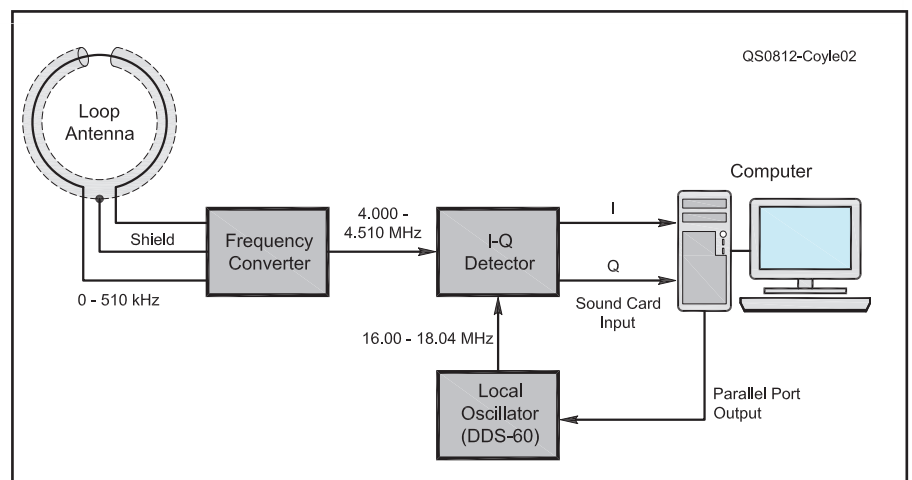 QS0812-Coyle02
Loop
Antenna
Computer
4.000 -
4.510 MHz
I
Shield
Frequency
Converter
I-Q
Detector
Q
0 - 510 kHz
Sound Card
Input
16.00 - 18.04 MHz
Local
Oscillator
(DDS-60)
Parallel Port
Output